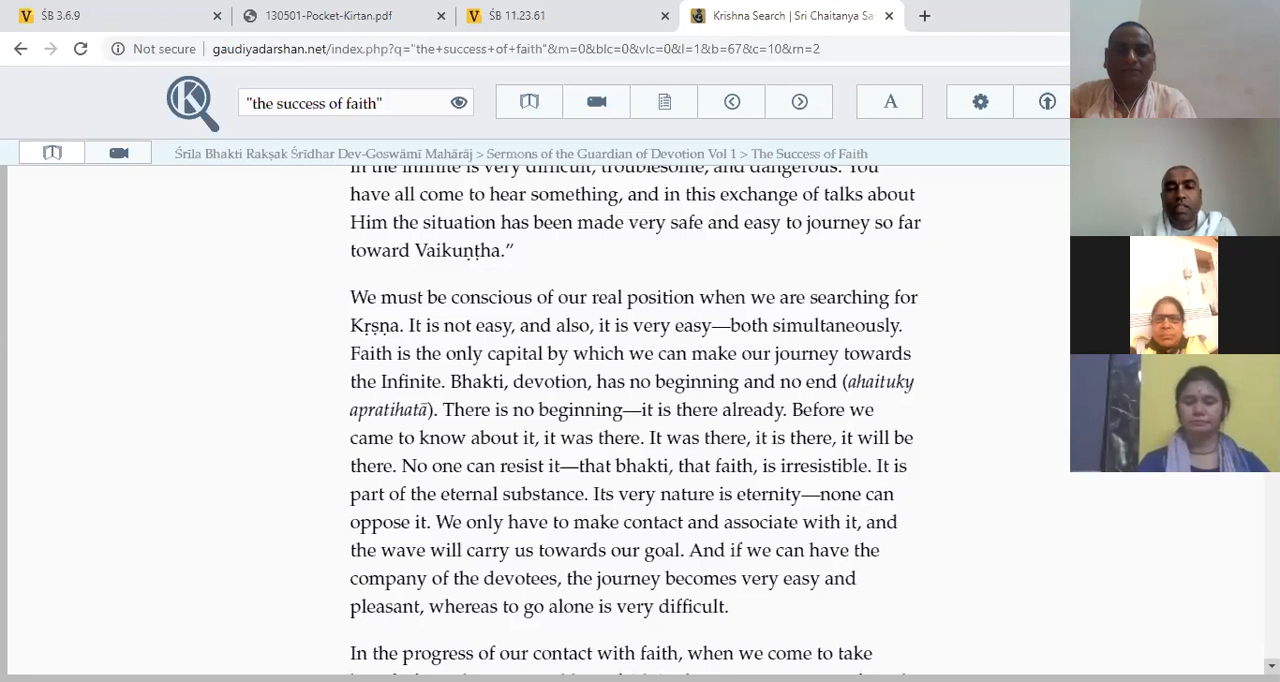 ŚB 3.6.9
130501-Pocket-Kirtan.pdf
ŚB 11.23.61
Krishna Search | Sri Chaitanya Sa
Not secure
gaudiyadarshan.net/index.php?q="the+success+of+faith"&m=0&blc=0&vlc=0&l=1&b=67&c=10&rn=2
K
"the success of faith"
A
Śrīla Bhakti Rakṣak Śrīdhar Dev-Goswāmī Mahārāj > Sermons of the Guardian of Devotion Vol 1 > The Success of Faith
in the infinite is very difficult, troublesome, and dangerous. You
have all come to hear something, and in this exchange of talks about
Him the situation has been made very safe and easy to journey so far
toward Vaikuṇṭha.”
We must be conscious of our real position when we are searching for
Kṛṣṇa. It is not easy, and also, it is very easy—both simultaneously.
Faith is the only capital by which we can make our journey towards
the Infinite. Bhakti, devotion, has no beginning and no end (ahaituky
apratihatā). There is no beginning—it is there already. Before we
came to know about it, it was there. It was there, it is there, it will be
there. No one can resist it—that bhakti, that faith, is irresistible. It is
part of the eternal substance. Its very nature is eternity—none can
oppose it. We only have to make contact and associate with it, and
the wave will carry us towards our goal. And if we can have the
company of the devotees, the journey becomes very easy and
pleasant, whereas to go alone is very difficult.
In the progress of our contact with faith, when we come to take